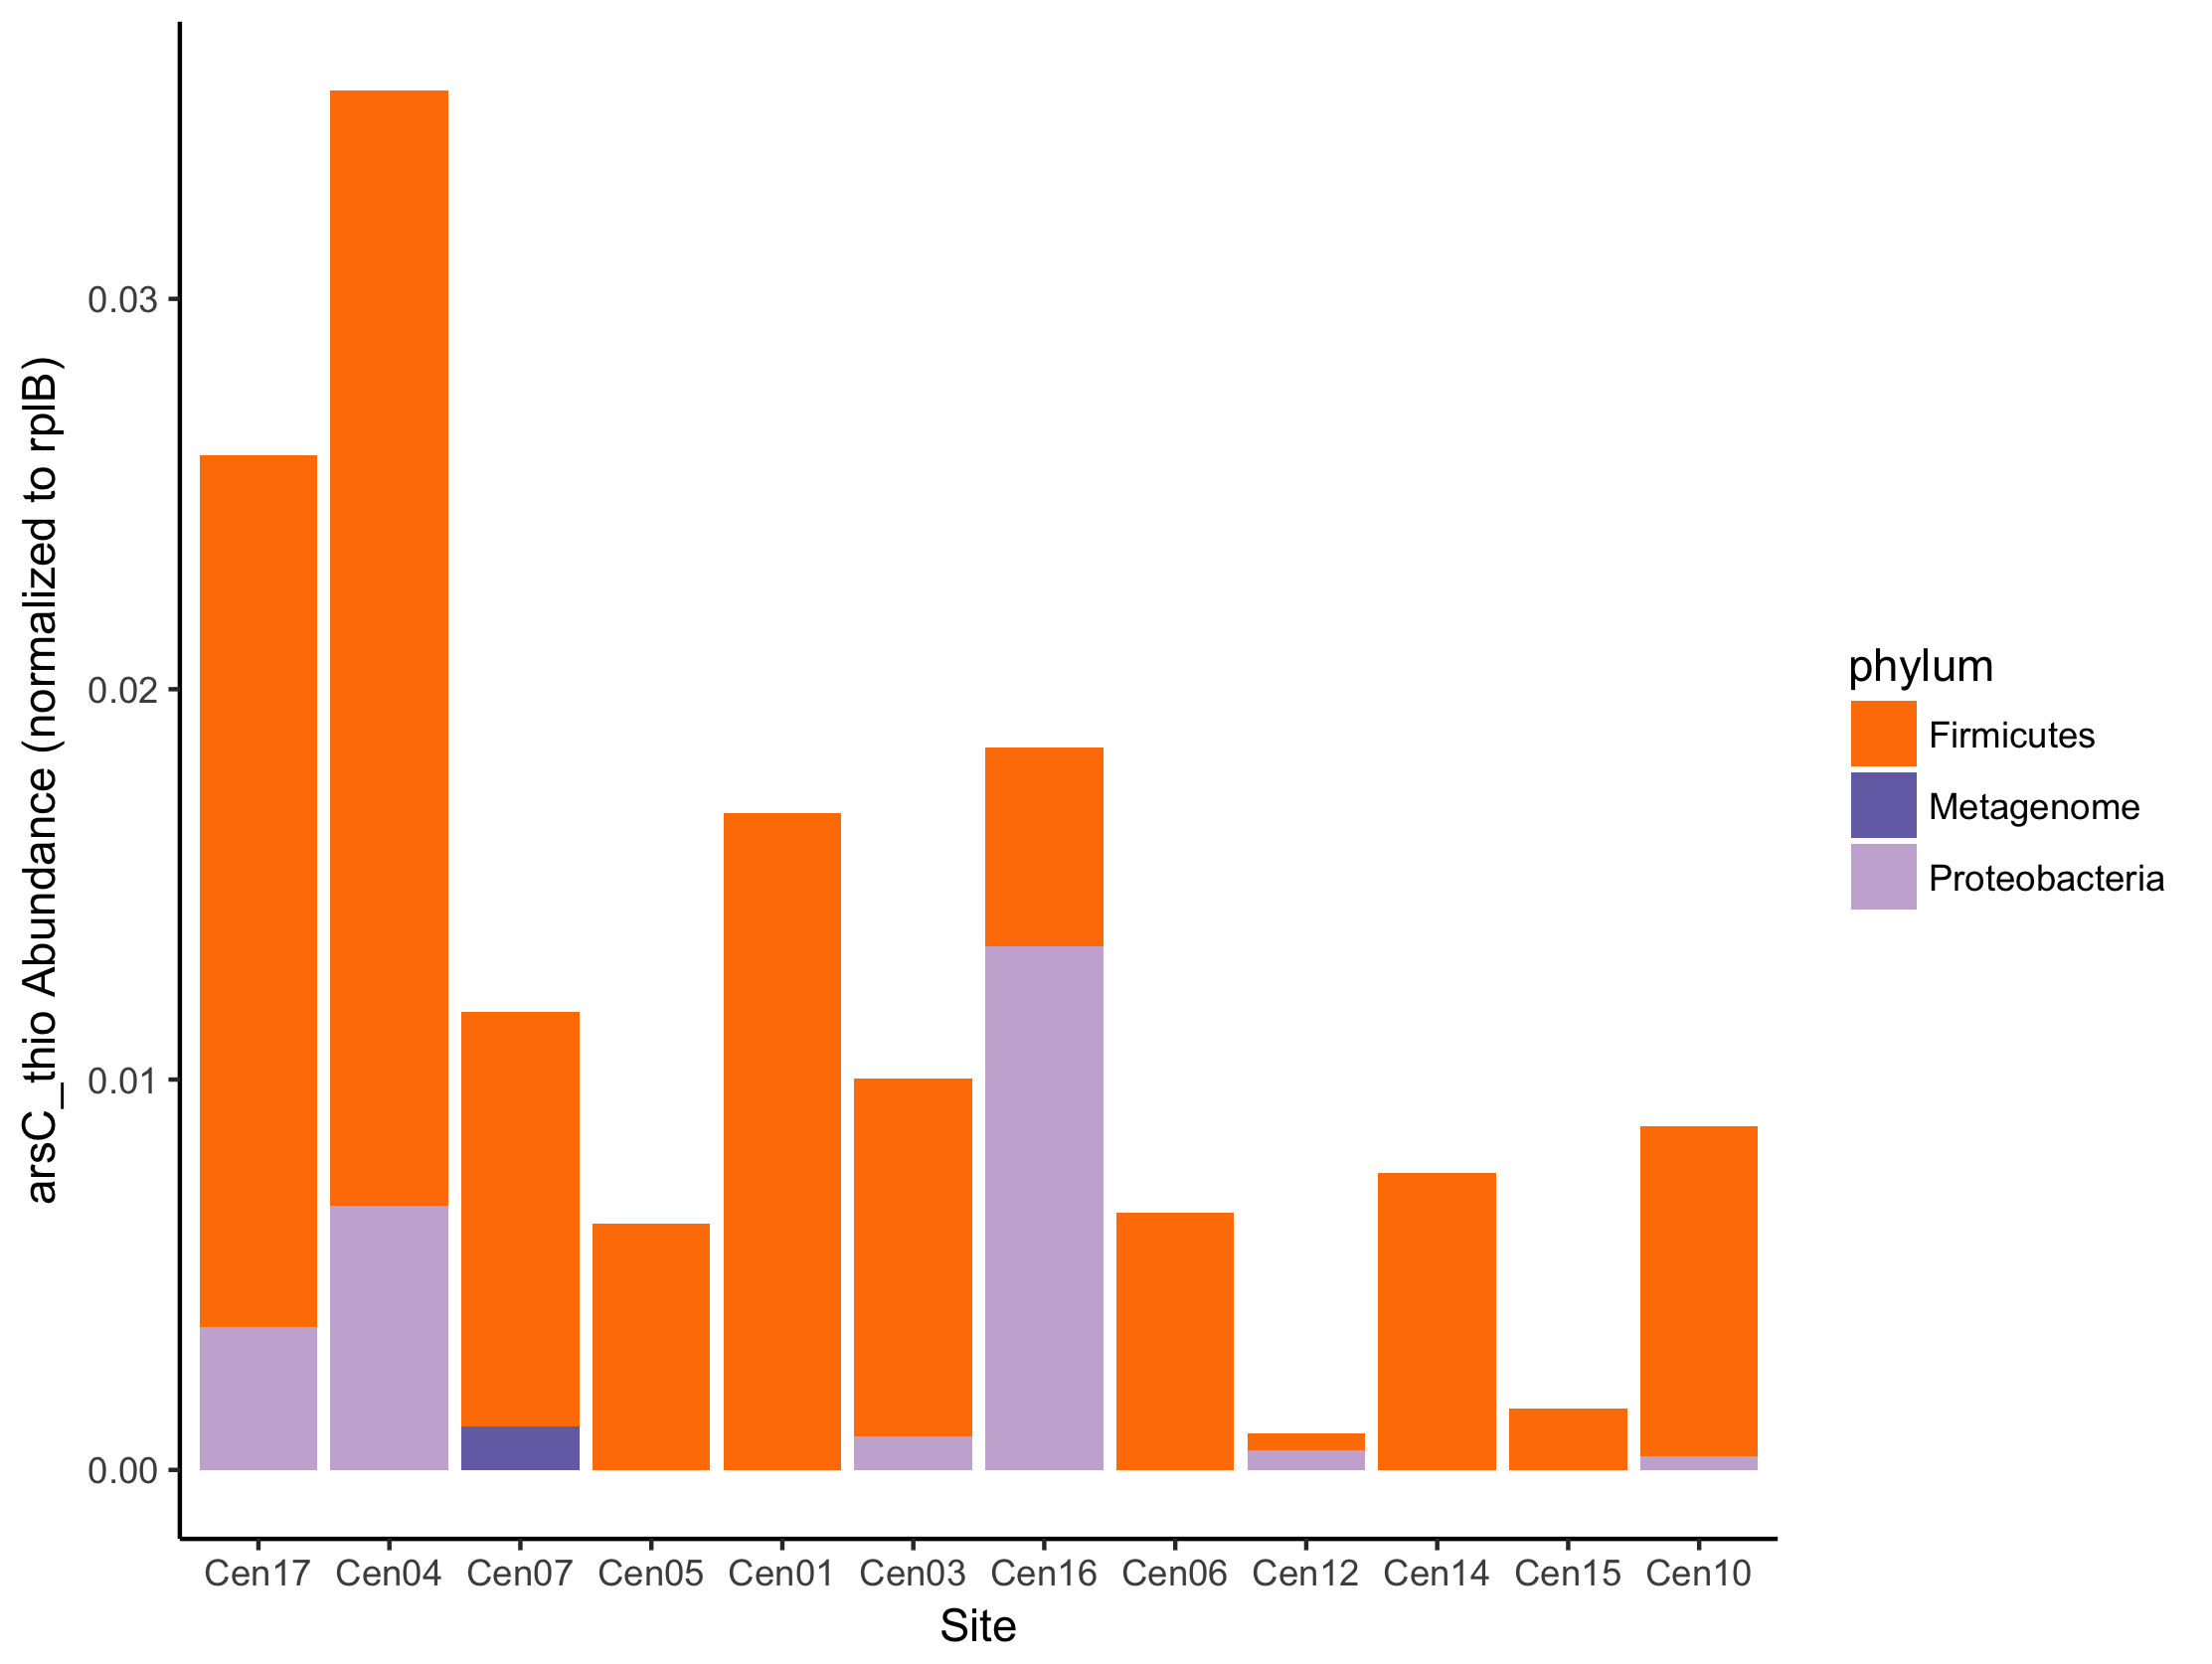 arsC_thio Abundance (normalized to rplB)
0.03
0.02
0.01
0.00
Cen17 Cen04 Cen07 Cen05 Cen01 Cen03 Cen16 Cen06 Cen12 Cen14 Cen15 Cen10
Site
phylum
Firmicutes
Metagenome
Proteobacteria